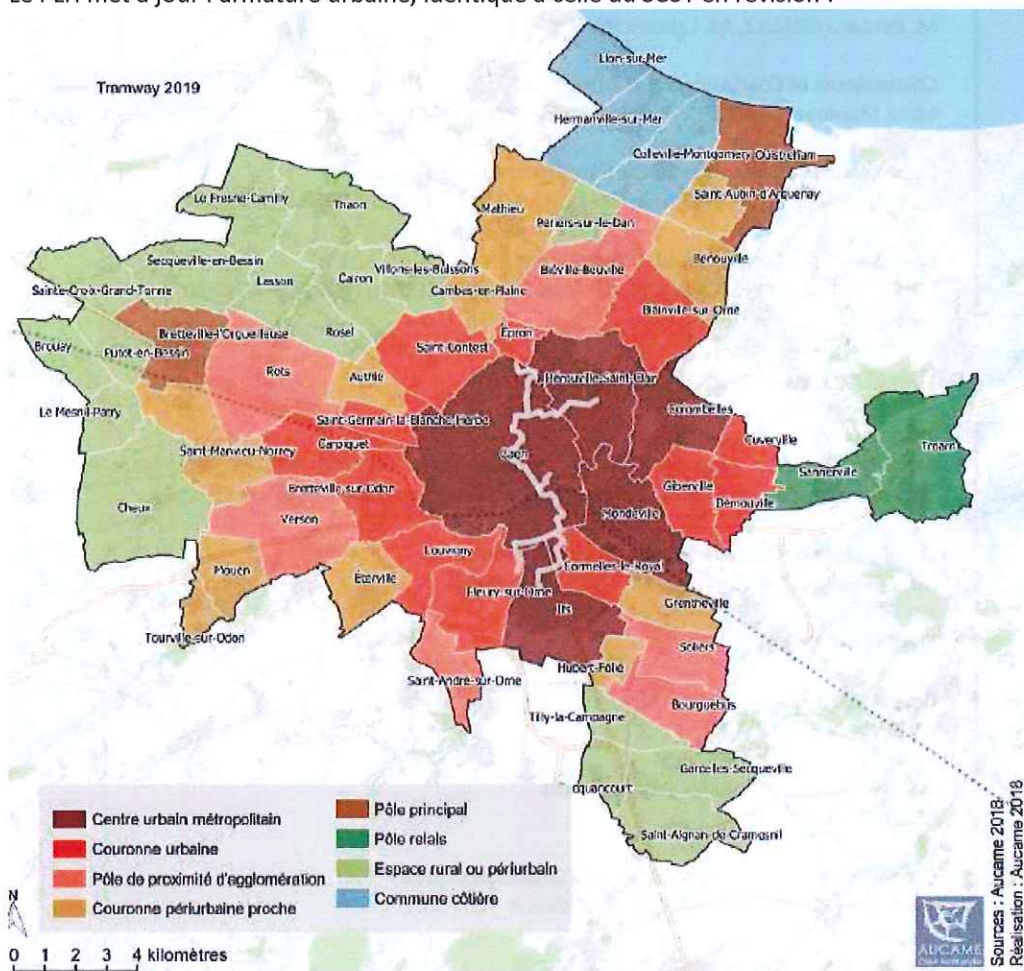 Tramway 2019
Lion-sur-Mer
Hermanville-sur-Mer
Colleville-Montgomery
Ouistreham
Saint-Aubin-d'Arquenay
Le Fresne-Camilly
Thaon
Mathieu
Périers-sur-le-Dan
Bénouville
Secqueville-en-Bessin
Villons-les-Buissons
Biéville-Beuville
Lasson
Cairon
Sainte-Croix-Grand-Tonne
Cambes-en-Plaine
Blainville-sur-Orne
Bretteville-l'Orgueilleuse
Rosel
Épron
Saint-Contest
Brouay
Putot-en-Bessin
Rots
Authie
Hérouville-Saint-Clair
Le Mesnil-Patry
Colombelles
Saint-Germain-la-Blanche-Herbe
Cuverville
Troarn
Carpiquet
Caen
Sannerville
Saint-Manvieu-Norrey
Giberville
Bretteville-sur-Odon
Démouville
Cheux
Verson
Mondeville
Louvigny
Mouen
Éterville
Cormelles-le-Royal
Fleury-sur-Orne
Ifs
Grentheville
Tourville-sur-Odon
Soliers
Hubert-Folie
Saint-André-sur-Orne
Bourguébus
Tilly-la-Campagne
Garcelles-Secqueville
ocquancourt
Saint-Aignan-de-Cramesnil
Centre urbain métropolitain
Couronne urbaine
Pôle de proximité d'agglomération
Couronne périurbaine proche
Pôle principal
Pôle relais
Espace rural ou périurbain
Commune côtière
N
0 1 2 3 4 kilomètres
Sources : Aucame 2018
Réalisation : Aucame 2018
AUCAME